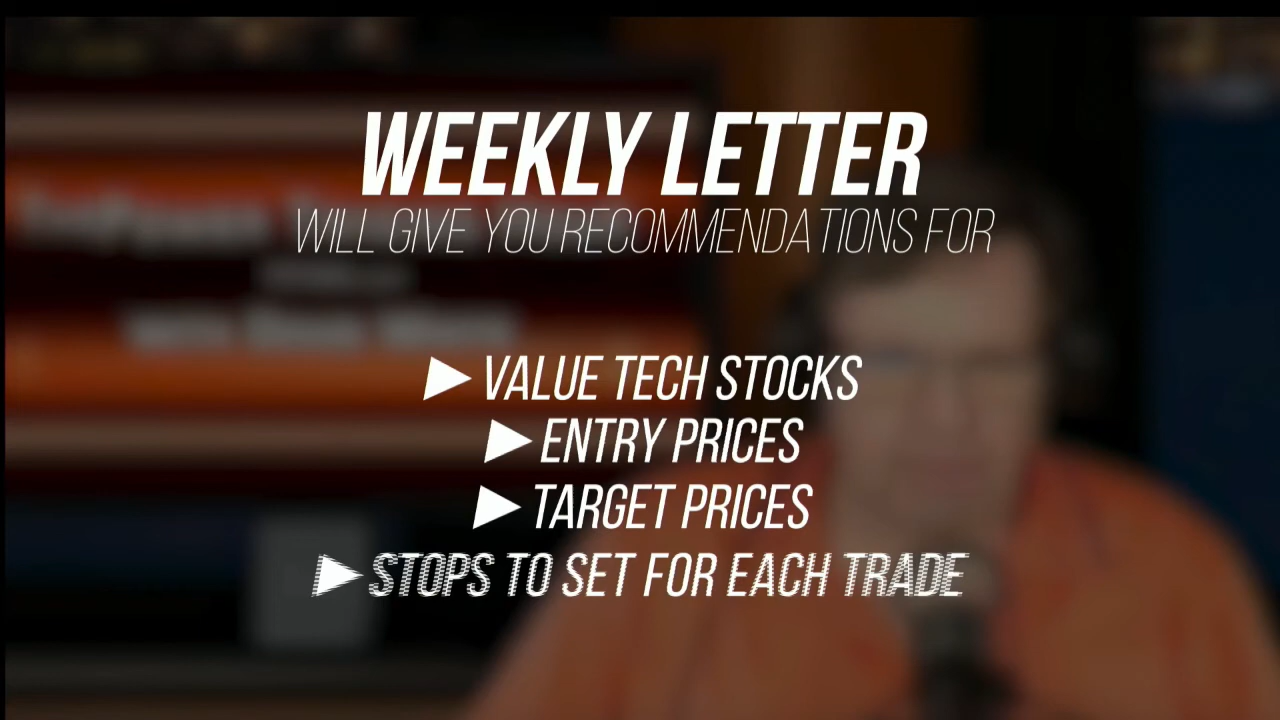 WEEKLY LETTER
WILL GIVE YOU RECOMMENDATIONS FOR
► VALUE TECH STOCKS
► ENTRY PRICES
► TARGET PRICES
► STOPS TO SET FOR EACH TRADE